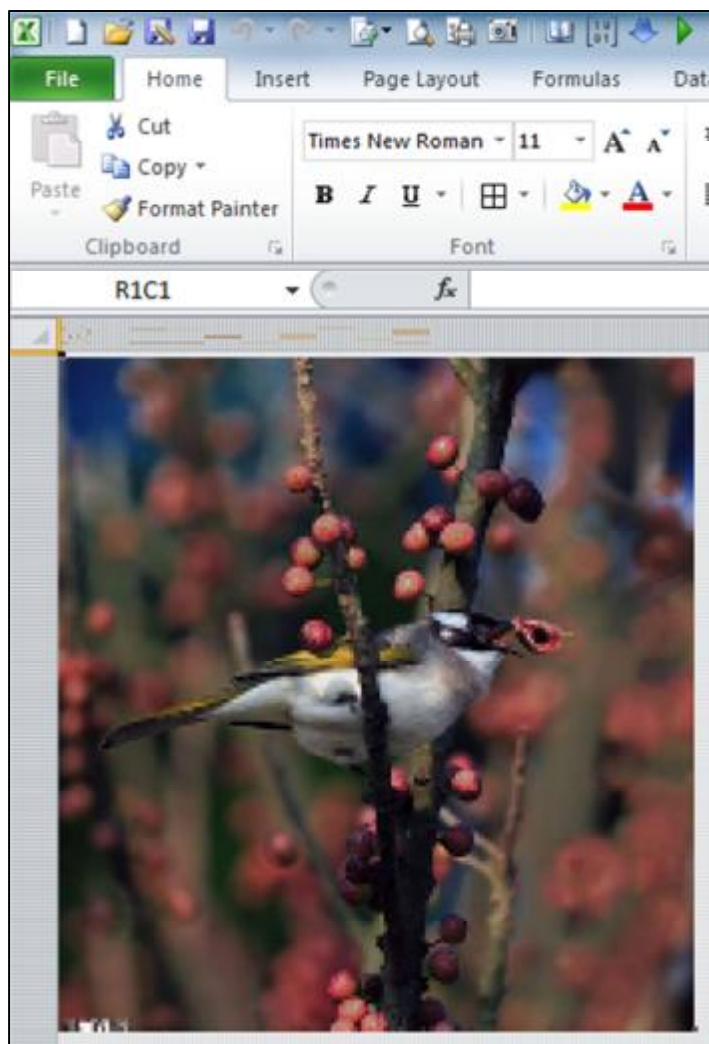 File Home Insert Page Layout Formulas Dat
Cut
Times New Roman 11 A A
Copy
Paste
Format Painter
B I U A
Clipboard Font
R1C1 fx